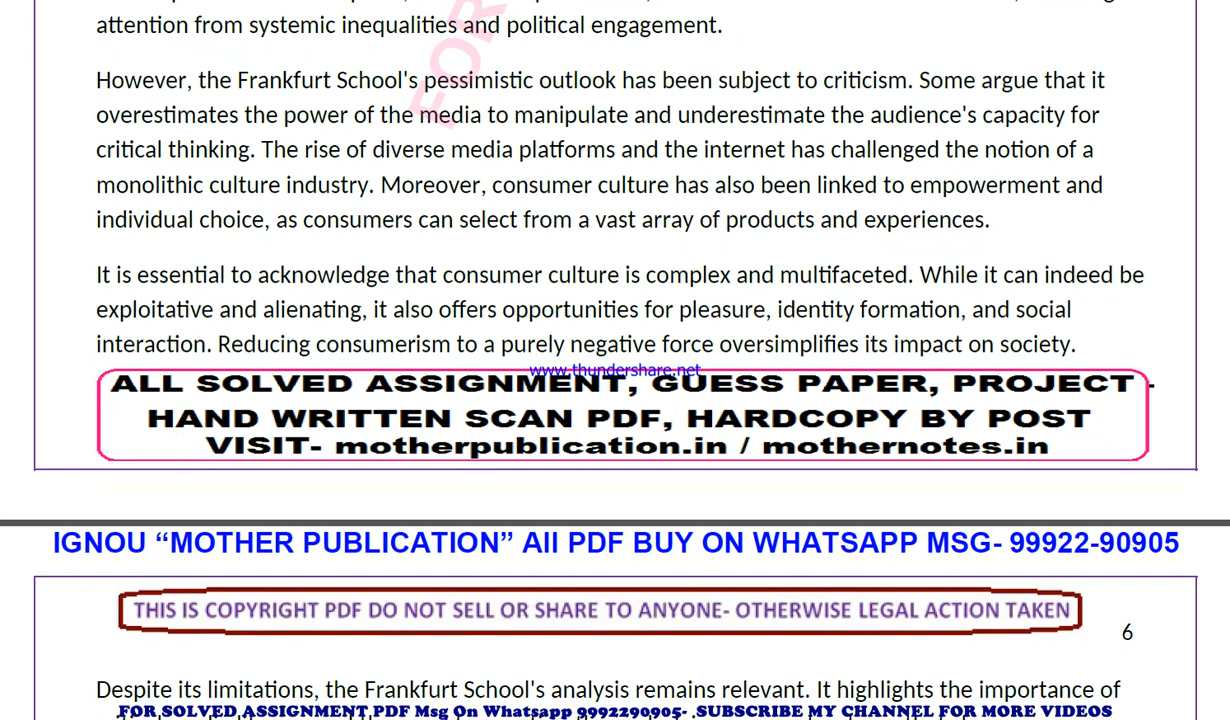 attention from systemic inequalities and political engagement.
FOR
However, the Frankfurt School's pessimistic outlook has been subject to criticism. Some argue that it
overestimates the power of the media to manipulate and underestimate the audience's capacity for
critical thinking. The rise of diverse media platforms and the internet has challenged the notion of a
monolithic culture industry. Moreover, consumer culture has also been linked to empowerment and
individual choice, as consumers can select from a vast array of products and experiences.
It is essential to acknowledge that consumer culture is complex and multifaceted. While it can indeed be
exploitative and alienating, it also offers opportunities for pleasure, identity formation, and social
interaction. Reducing consumerism to a purely negative force oversimplifies its impact on society.
www.thundershare.net
ALL SOLVED ASSIGNMENT, GUESS PAPER, PROJECT -
HAND WRITTEN SCAN PDF, HARDCOPY BY POST
VISIT- motherpublication.in / mothernotes.in
IGNOU “MOTHER PUBLICATION” All PDF BUY ON WHATSAPP MSG- 99922-90905
THIS IS COPYRIGHT PDF DO NOT SELL OR SHARE TO ANYONE- OTHERWISE LEGAL ACTION TAKEN
6
Despite its limitations, the Frankfurt School's analysis remains relevant. It highlights the importance of
FOR SOLVED ASSIGNMENT PDF Msg On Whatsapp 9992290905- .SUBSCRIBE MY CHANNEL FOR MORE VIDEOS